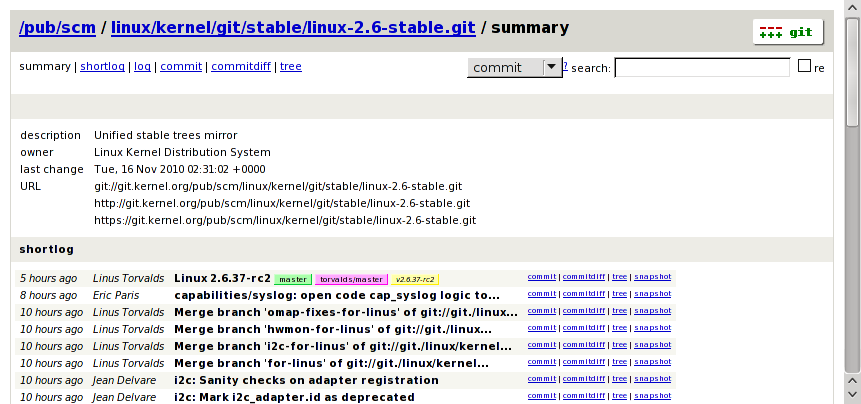 /pub/scm / linux/kernel/git/stable/linux-2.6-stable.git / summary
git
summary | shortlog | log | commit | commitdiff | tree
commit ? search: re
description Unified stable trees mirror
owner Linux Kernel Distribution System
last change Tue, 16 Nov 2010 02:31:02 +0000
URL git://git.kernel.org/pub/scm/linux/kernel/git/stable/linux-2.6-stable.git
http://git.kernel.org/pub/scm/linux/kernel/git/stable/linux-2.6-stable.git
https://git.kernel.org/pub/scm/linux/kernel/git/stable/linux-2.6-stable.git
shortlog
5 hours ago Linus Torvalds Linux 2.6.37-rc2 master torvalds/master v2.6.37-rc2 commit | commitdiff | tree | snapshot
8 hours ago Eric Paris capabilities/syslog: open code cap_syslog logic to... commit | commitdiff | tree | snapshot
10 hours ago Linus Torvalds Merge branch 'omap-fixes-for-linus' of git://git./linux... commit | commitdiff | tree | snapshot
10 hours ago Linus Torvalds Merge branch 'hwmon-for-linus' of git://git./linux... commit | commitdiff | tree | snapshot
10 hours ago Linus Torvalds Merge branch 'i2c-for-linus' of git://git./linux/kernel... commit | commitdiff | tree | snapshot
10 hours ago Linus Torvalds Merge branch 'for-linus' of git://git./linux/kernel... commit | commitdiff | tree | snapshot
10 hours ago Jean Delvare i2c: Sanity checks on adapter registration commit | commitdiff | tree | snapshot
10 hours ago Jean Delvare i2c: Mark i2c_adapter.id as deprecated commit | commitdiff | tree | snapshot